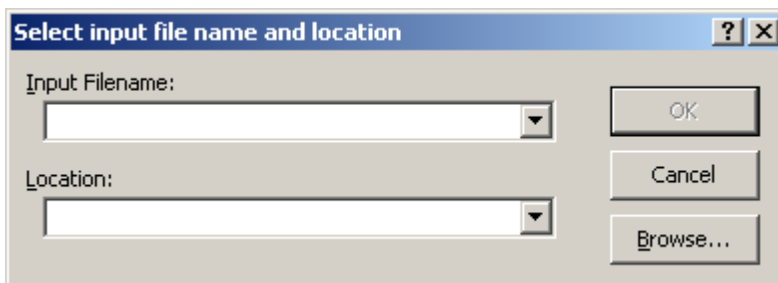 Select input file name and location
Input Filename:
OK
Location:
Cancel
Browse...